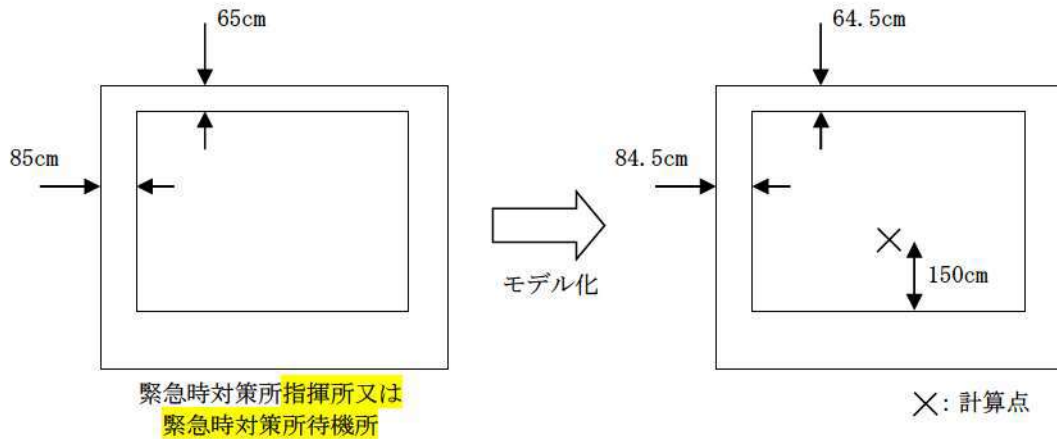 65cm
64.5cm
85cm
84.5cm
150cm
モデル化
緊急時対策所指揮所又は
緊急時対策所待機所
×: 計算点